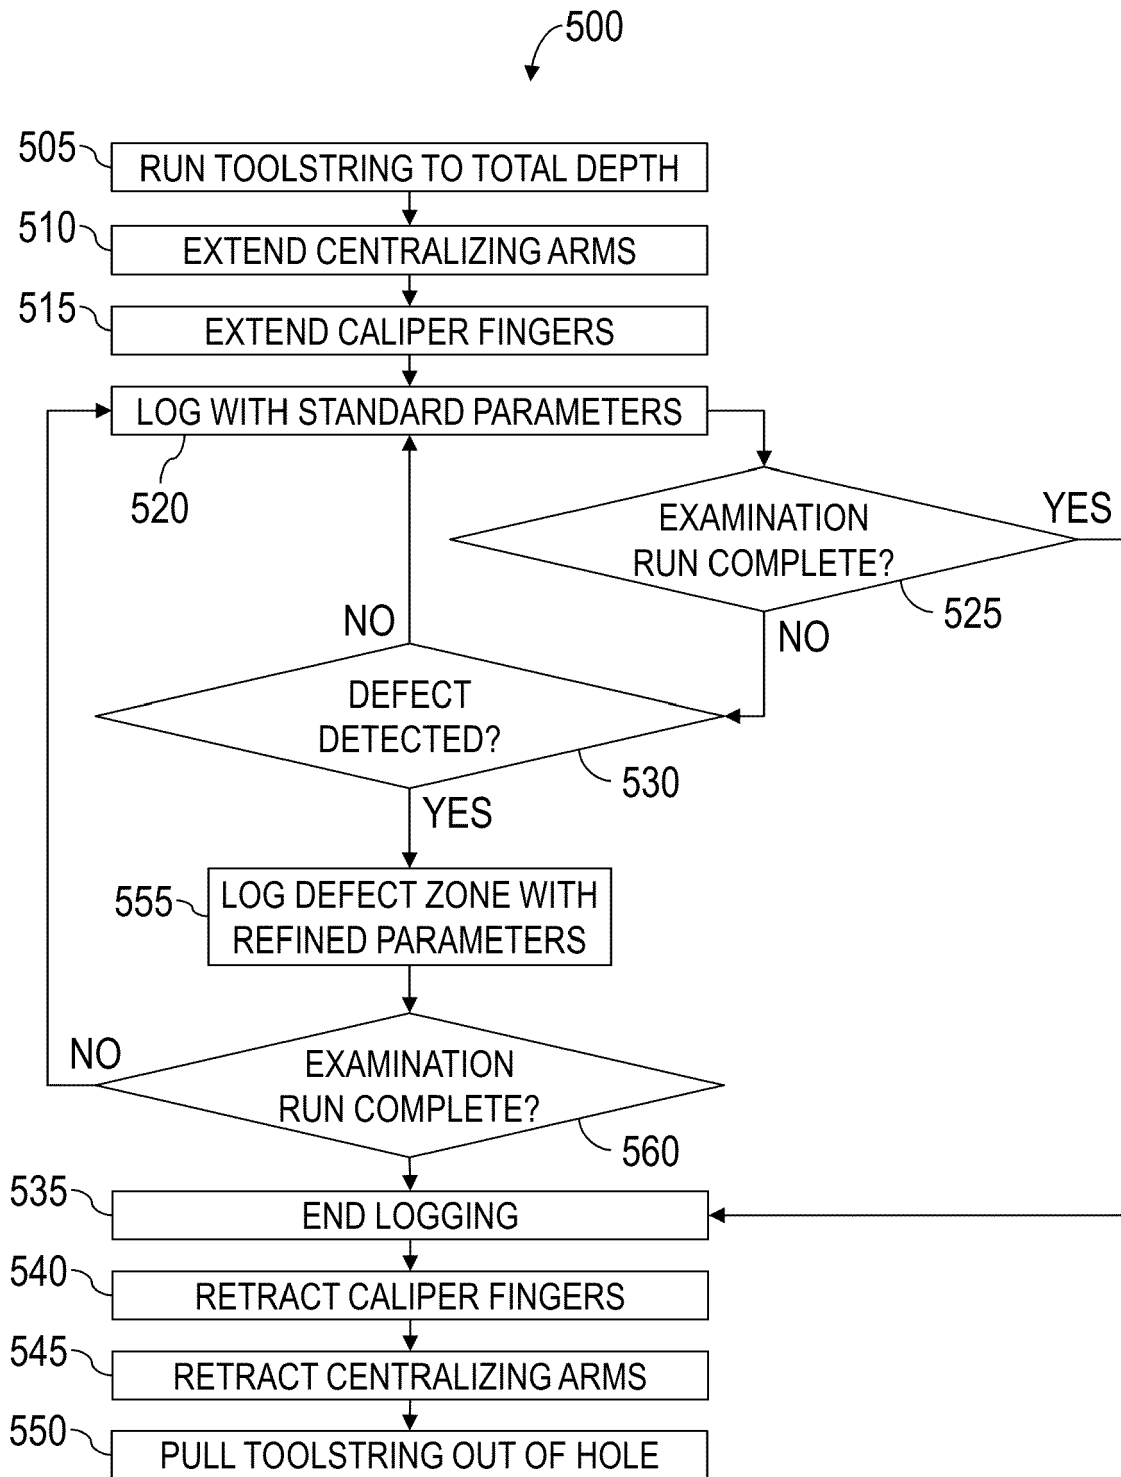 500
505
RUN TOOLSTRING TO TOTAL DEPTH
510
EXTEND CENTRALIZING ARMS
515
EXTEND CALIPER FINGERS
LOG WITH STANDARD PARAMETERS
520
EXAMINATION
RUN COMPLETE?
YES
525
NO
NO
DEFECT
DETECTED?
530
YES
555
LOG DEFECT ZONE WITH
REFINED PARAMETERS
NO
EXAMINATION
RUN COMPLETE?
560
535
END LOGGING
540
RETRACT CALIPER FINGERS
545
RETRACT CENTRALIZING ARMS
550
PULL TOOLSTRING OUT OF HOLE